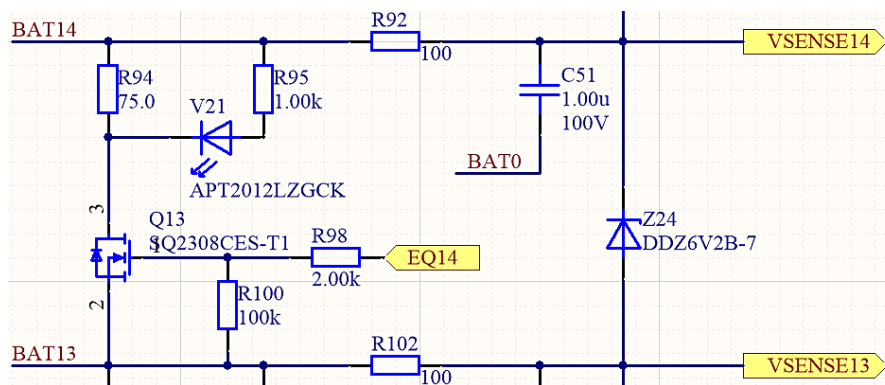 BAT14
R92
100
VSENSE14
R94
75.0
R95
1.00k
V21
C51
1.00u
100V
BAT0
APT2012LZGCK
3
Q13
SQ2308CES-T1
1
R98
2.00k
EQ14
Z24
DDZ6V2B-7
2
R100
100k
BAT13
R102
100
VSENSE13